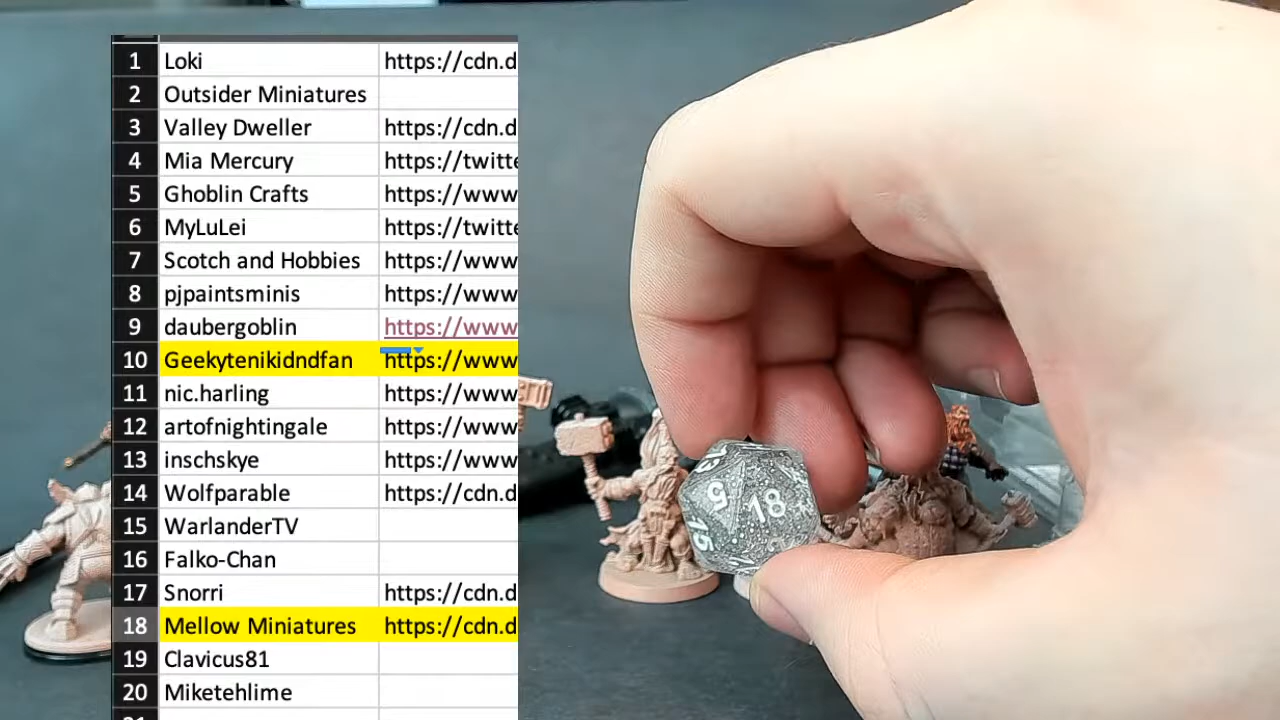 1 Loki https://cdn.d
2 Outsider Miniatures
3 Valley Dweller https://cdn.d
4 Mia Mercury https://twitte
5 Ghoblin Crafts https://www
6 MyLuLei https://twitte
7 Scotch and Hobbies https://www
8 pjpaintsminis https://www
9 daubergoblin https://www
10 Geekytenikidndfan https://www
11 nic.harling https://www
12 artofnightingale https://www
13 inschskye https://www
14 Wolfparable https://cdn.d
15 WarlanderTV
16 Falko-Chan
17 Snorri https://cdn.d
18 Mellow Miniatures https://cdn.d
19 Clavicus81
20 Miketehlime
5
18
15